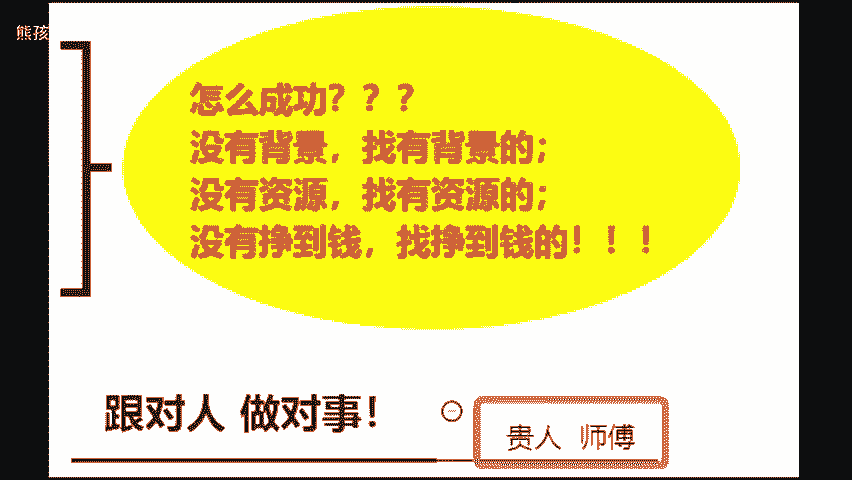 熊孩
怎么成功？？？
没有背景，找有背景的；
没有资源，找有资源的；
没有挣到钱，找挣到钱的！！！
跟对人 做对事！
贵人 师傅